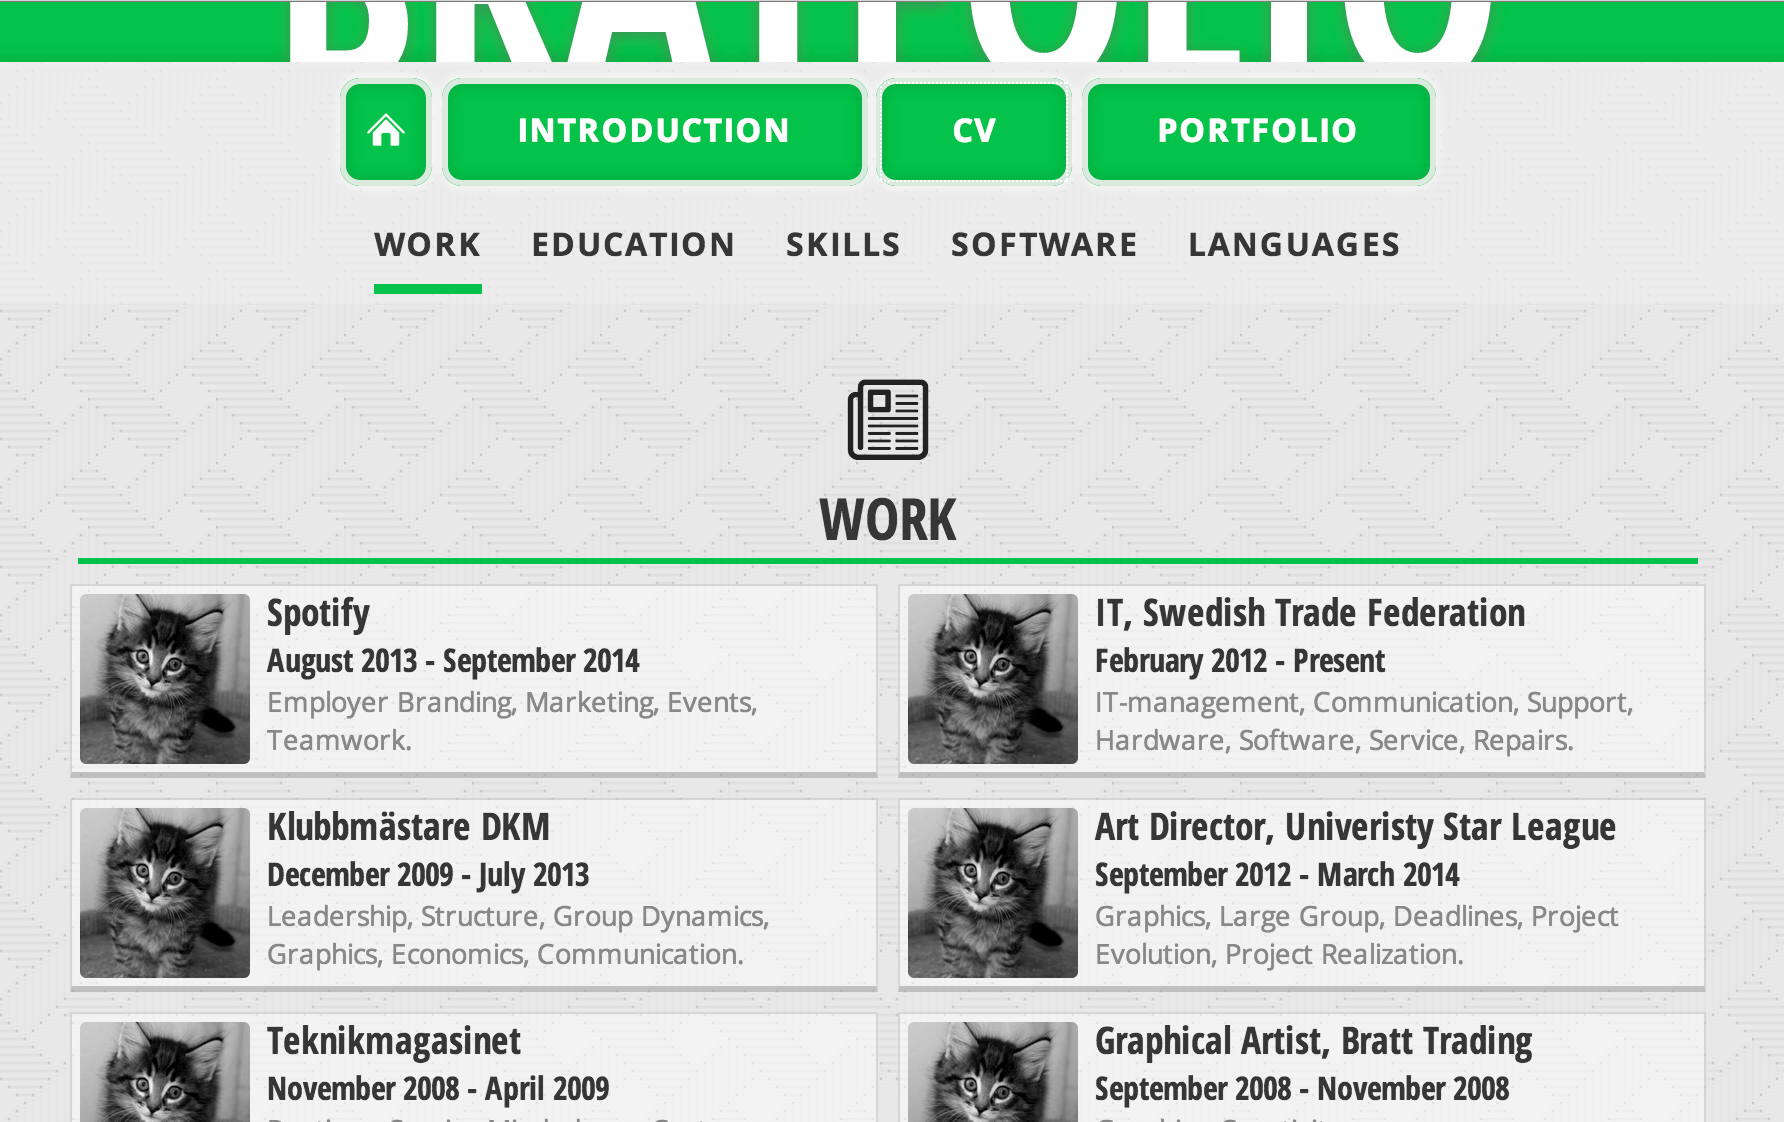 BRATTFOLIO
INTRODUCTION CV PORTFOLIO
WORK EDUCATION SKILLS SOFTWARE LANGUAGES
WORK
Spotify
August 2013 - September 2014
Employer Branding, Marketing, Events,
Teamwork.
IT, Swedish Trade Federation
February 2012 - Present
IT-management, Communication, Support,
Hardware, Software, Service, Repairs.
Klubbmästare DKM
December 2009 - July 2013
Leadership, Structure, Group Dynamics,
Graphics, Economics, Communication.
Art Director, Univeristy Star League
September 2012 - March 2014
Graphics, Large Group, Deadlines, Project
Evolution, Project Realization.
Teknikmagasinet
November 2008 - April 2009
Graphical Artist, Bratt Trading
September 2008 - November 2008